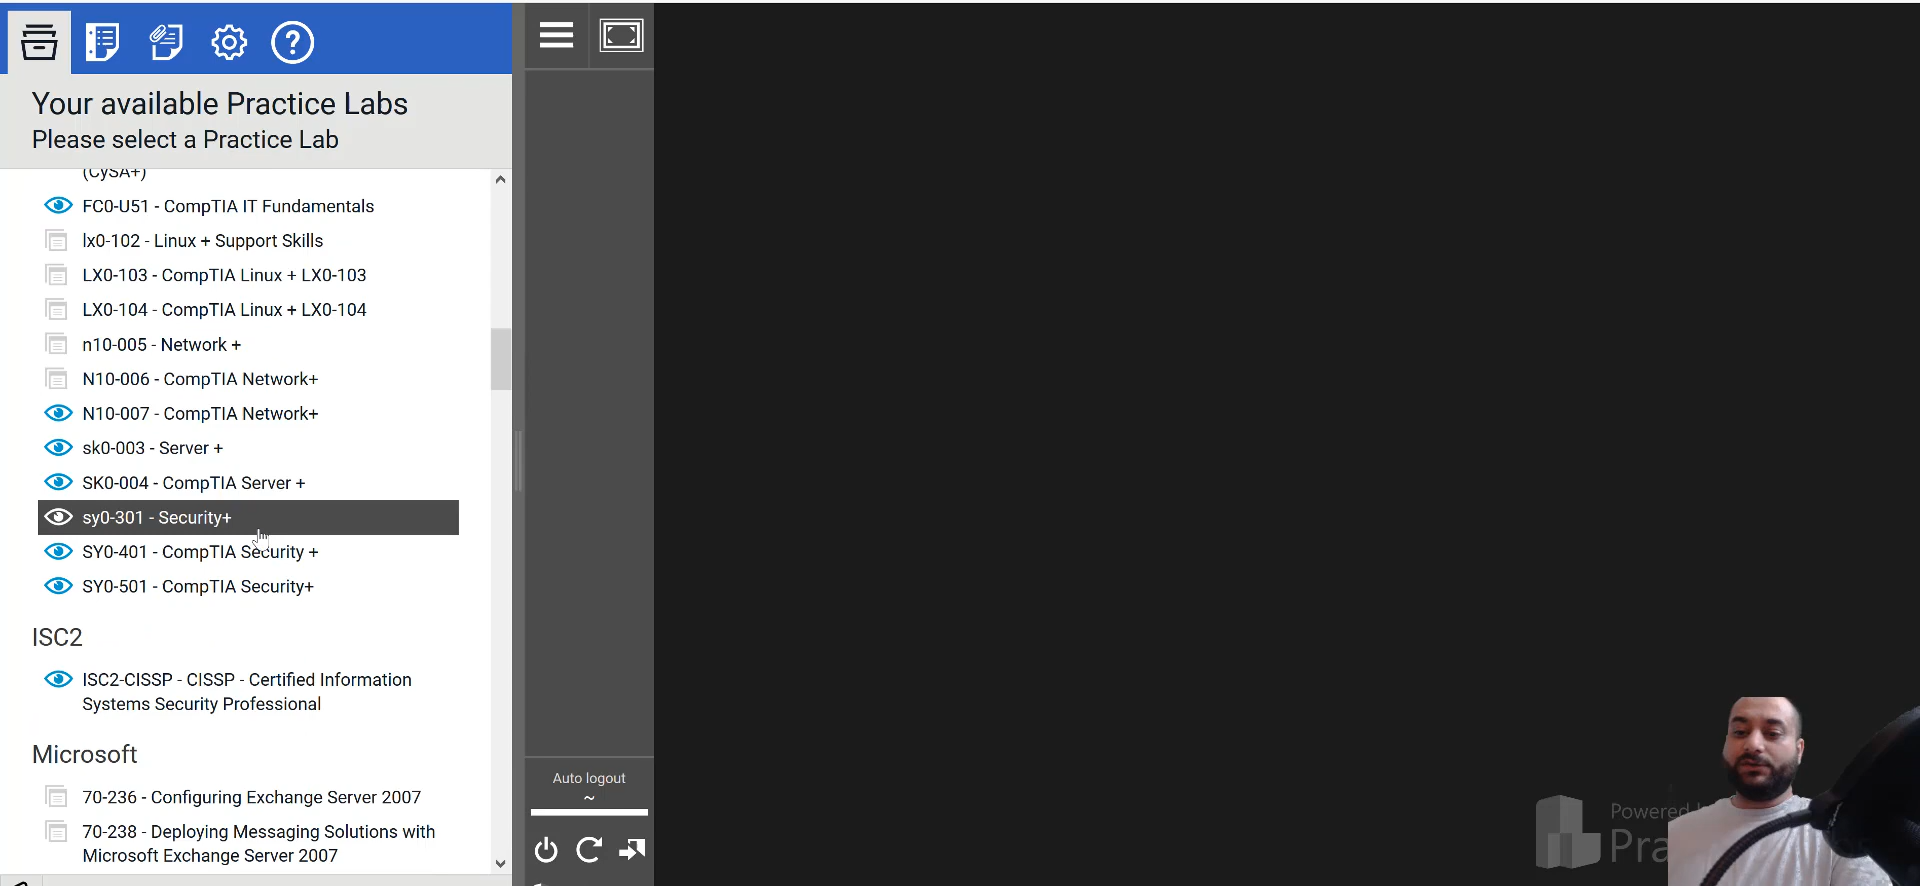 Your available Practice Labs
Please select a Practice Lab
(CySA+)
FC0-U51 - CompTIA IT Fundamentals
lx0-102 - Linux + Support Skills
LX0-103 - CompTIA Linux + LX0-103
LX0-104 - CompTIA Linux + LX0-104
n10-005 - Network +
N10-006 - CompTIA Network+
N10-007 - CompTIA Network+
sk0-003 - Server +
SK0-004 - CompTIA Server +
sy0-301 - Security+
SY0-401 - CompTIA Security +
SY0-501 - CompTIA Security+
ISC2
ISC2-CISSP - CISSP - Certified Information
Systems Security Professional
Microsoft
70-236 - Configuring Exchange Server 2007
70-238 - Deploying Messaging Solutions with
Microsoft Exchange Server 2007
Auto logout
~
Powered